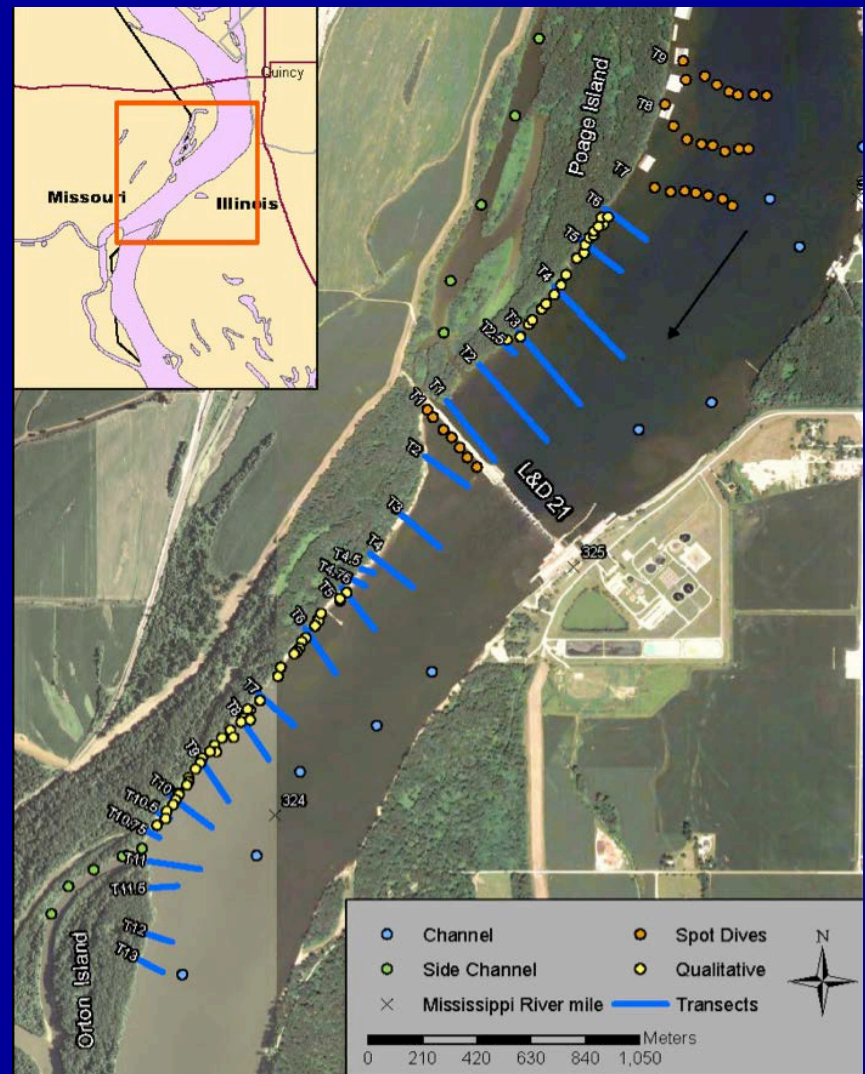 Quincy
Missouri
Illinois
Poage Island
T9
T8
T7
T6
T5
T4
T3
T2.5
T2
T1
T1
T2
L&D 21
325
T3
T4
T4.5
T4.75
T5
T6
T7
T8
T9
324
T10
T10.5
T10.75
T11
T11.5
T12
T13
Orton Island
Channel
Spot Dives
N
Side Channel
Qualitative
Mississippi River mile
Transects
Meters
0 210 420 630 840 1,050